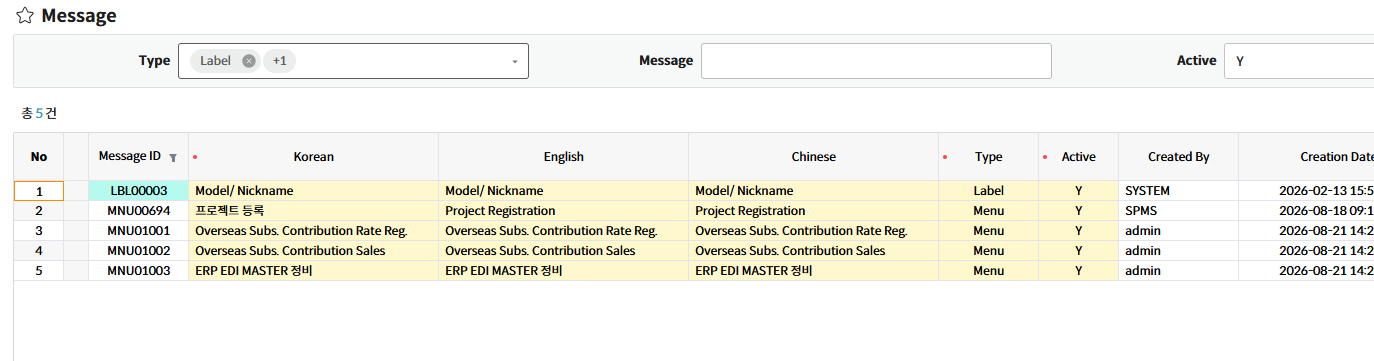 Message
Type Label +1 Message Active Y
총 5 건
No Message ID Korean English Chinese Type Active Created By Creation Date
1 LBL00003 Model/ Nickname Model/ Nickname Model/ Nickname Label Y SYSTEM 2026-02-13 15:5
2 MNU00694 프로젝트 등록 Project Registration Project Registration Menu Y SPMS 2026-08-18 09:1
3 MNU01001 Overseas Subs. Contribution Rate Reg. Overseas Subs. Contribution Rate Reg. Overseas Subs. Contribution Rate Reg. Menu Y admin 2026-08-21 14:2
4 MNU01002 Overseas Subs. Contribution Sales Overseas Subs. Contribution Sales Overseas Subs. Contribution Sales Menu Y admin 2026-08-21 14:2
5 MNU01003 ERP EDI MASTER 정비 ERP EDI MASTER 정비 ERP EDI MASTER 정비 Menu Y admin 2026-08-21 14:2